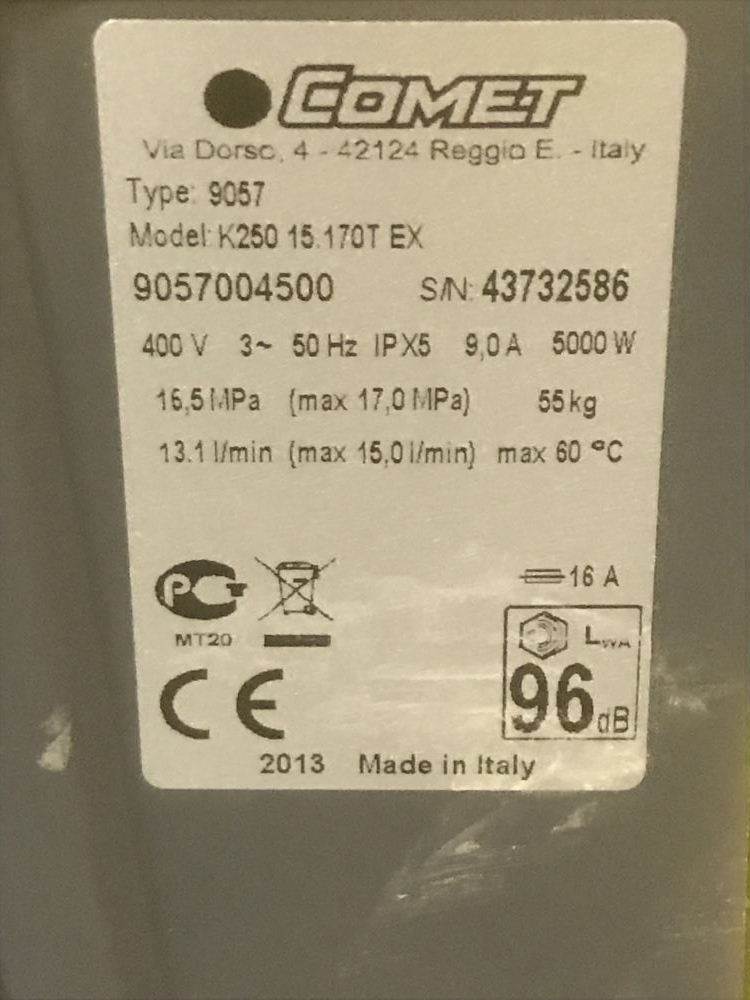 COMET
Via Dorso, 4 - 42124 Reggio E. - Italy
Type: 9057
Model: K250 15.170T EX
9057004500 S/N: 43732586
400 V 3~ 50 Hz IPX5 9,0 A 5000 W
16,5 MPa (max 17,0 MPa) 55 kg
13.1 l/min (max 15,0 l/min) max 60 °C
16 A
PCT
MT20
LWA
96 dB
CE
2013 Made in Italy